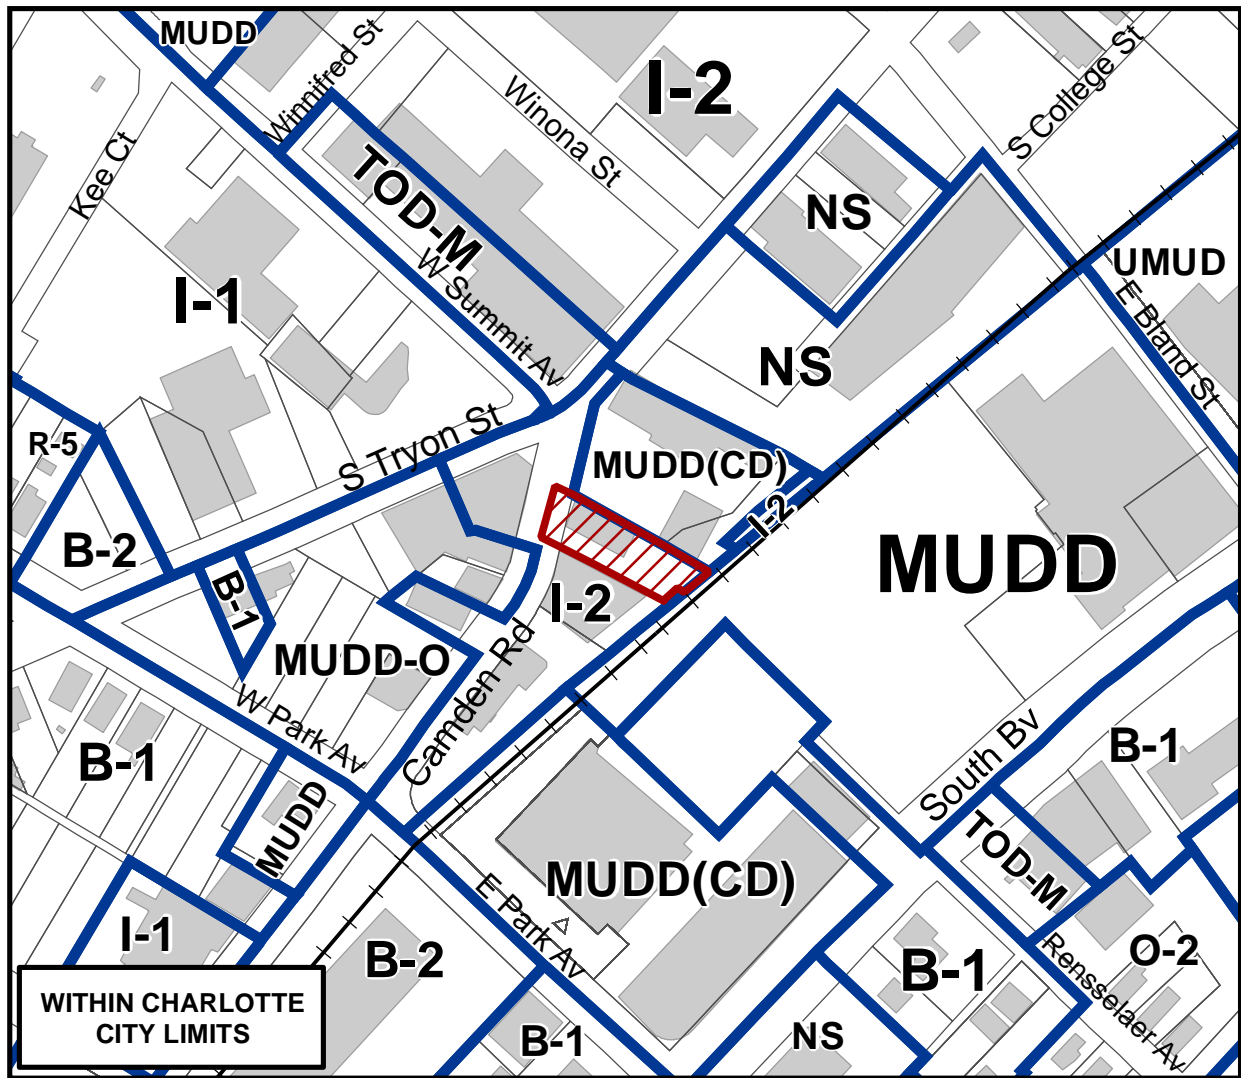 MUDD
Winnifred St
I-2
S College St
Winona St
Kee Ct
TOD-M
NS
W Summit Av
UMUD
I-1
E Bland St
NS
R-5
S Tryon St
MUDD(CD)
I-2
B-2
MUDD
B-1
I-2
MUDD-O
Camden Rd
W Park Av
B-1
South Bv
B-1
MUDD
TOD-M
MUDD(CD)
E Park Av
I-1
B-2
B-1
O-2
Rensselaer Av
WITHIN CHARLOTTE
CITY LIMITS
B-1
NS